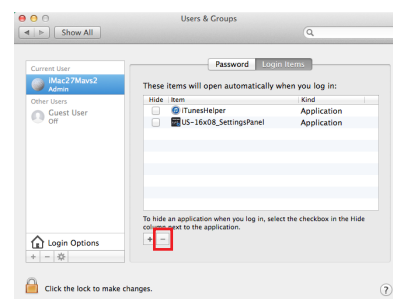 Users & Groups
Show All
Password Login Items
Current User
iMac27Mavs2
Admin
Other Users
Guest User
Off
Login Options
These items will open automatically when you log in:
Hide Item Kind
iTunesHelper Application
US-16x08_SettingsPanel Application
To hide an application when you log in, select the checkbox in the Hide
column next to the application.
+ −
+ −
Click the lock to make changes.
?